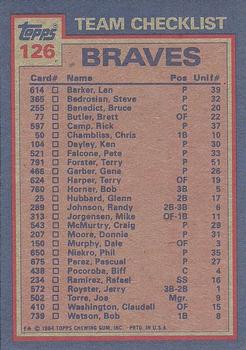 Topps
126
TEAM CHECKLIST
BRAVES
Card# Name Pos Unif#
614 Barker, Len P 39
365 Bedrosian, Steve P 32
255 Benedict, Bruce C 20
77 Butler, Brett OF 22
597 Camp, Rick P 37
50 Chambliss, Chris 1B 10
104 Dayley, Ken P 31
521 Falcone, Pete P 33
791 Forster, Terry P 51
466 Garber, Gene P 26
624 Harper, Terry OF 19
760 Horner, Bob 3B 5
25 Hubbard, Glenn 2B 17
289 Johnson, Randy 2B-3B 6
313 Jorgensen, Mike OF-1B 11
543 McMurtry, Craig P 29
207 Moore, Donnie P 31
150 Murphy, Dale OF 3
650 Niekro, Phil P 35
675 Perez, Pascual P 27
438 Pocoroba, Biff C 4
234 Ramirez, Rafael SS 16
572 Royster, Jerry 3B-2B 1
502 Torre, Joe Mgr. 9
410 Washington, Claudell OF 15
739 Watson, Bob 1B 8
© 1984 TOPPS CHEWING GUM, INC. PRTD. IN U.S.A.